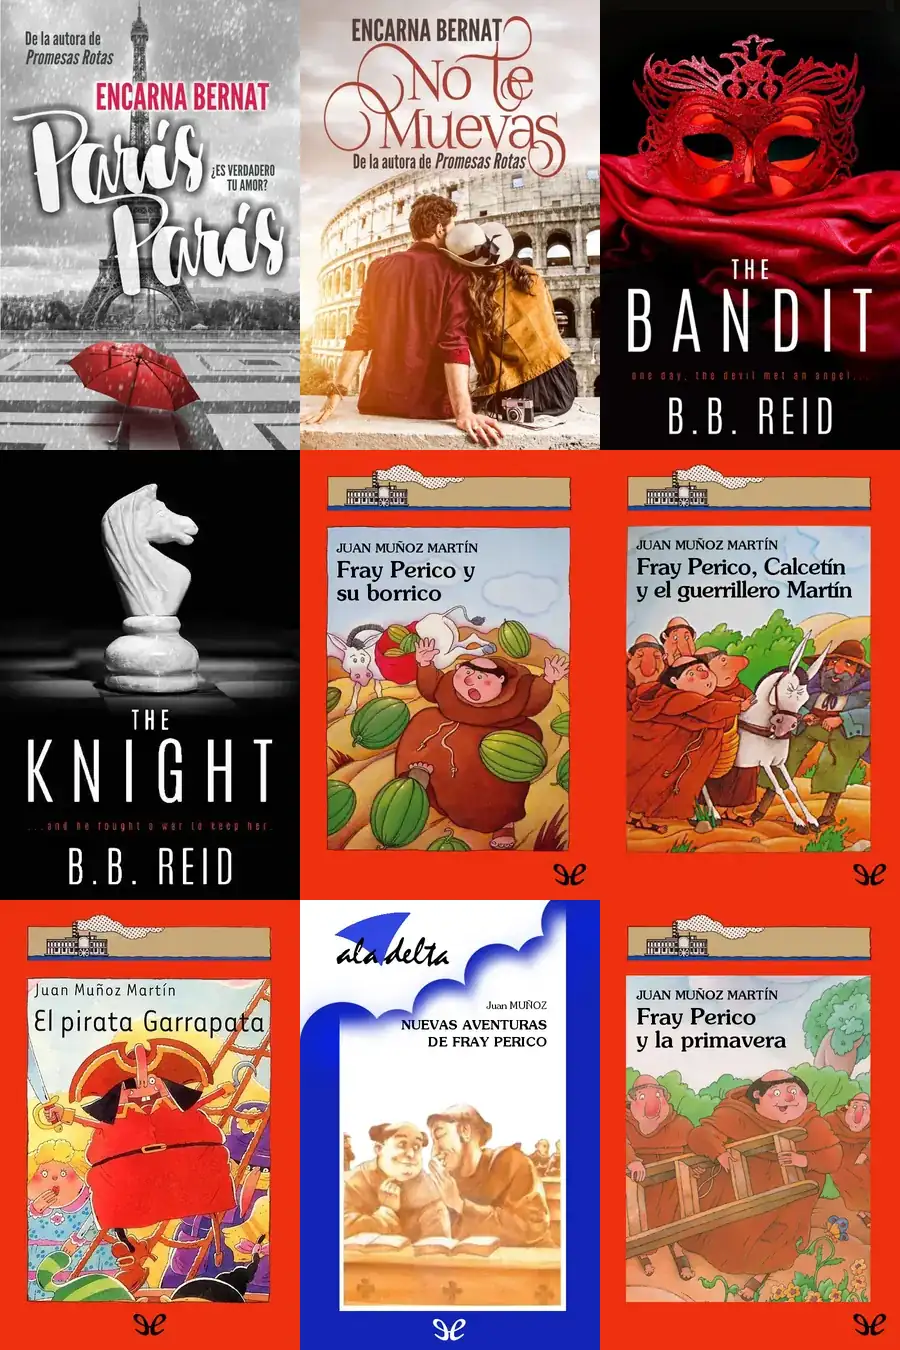 De la autora de
Promesas Rotas
ENCARNA BERNAT
París
¿ES VERDADERO
TU AMOR?
París
ENCARNA BERNAT
No te
Muevas
De la autora de Promesas Rotas
THE
BANDIT
one day, the devil met an angel...
B.B. REID
THE
KNIGHT
...and he fought a war to keep her.
B.B. REID
JUAN MUÑOZ MARTÍN
Fray Perico y
su borrico
JUAN MUÑOZ MARTÍN
Fray Perico, Calcetín
y el guerrillero Martín
Juan Muñoz Martín
El pirata Garrapata
ala delta
Juan MUÑOZ
NUEVAS AVENTURAS
DE FRAY PERICO
JUAN MUÑOZ MARTÍN
Fray Perico
y la primavera